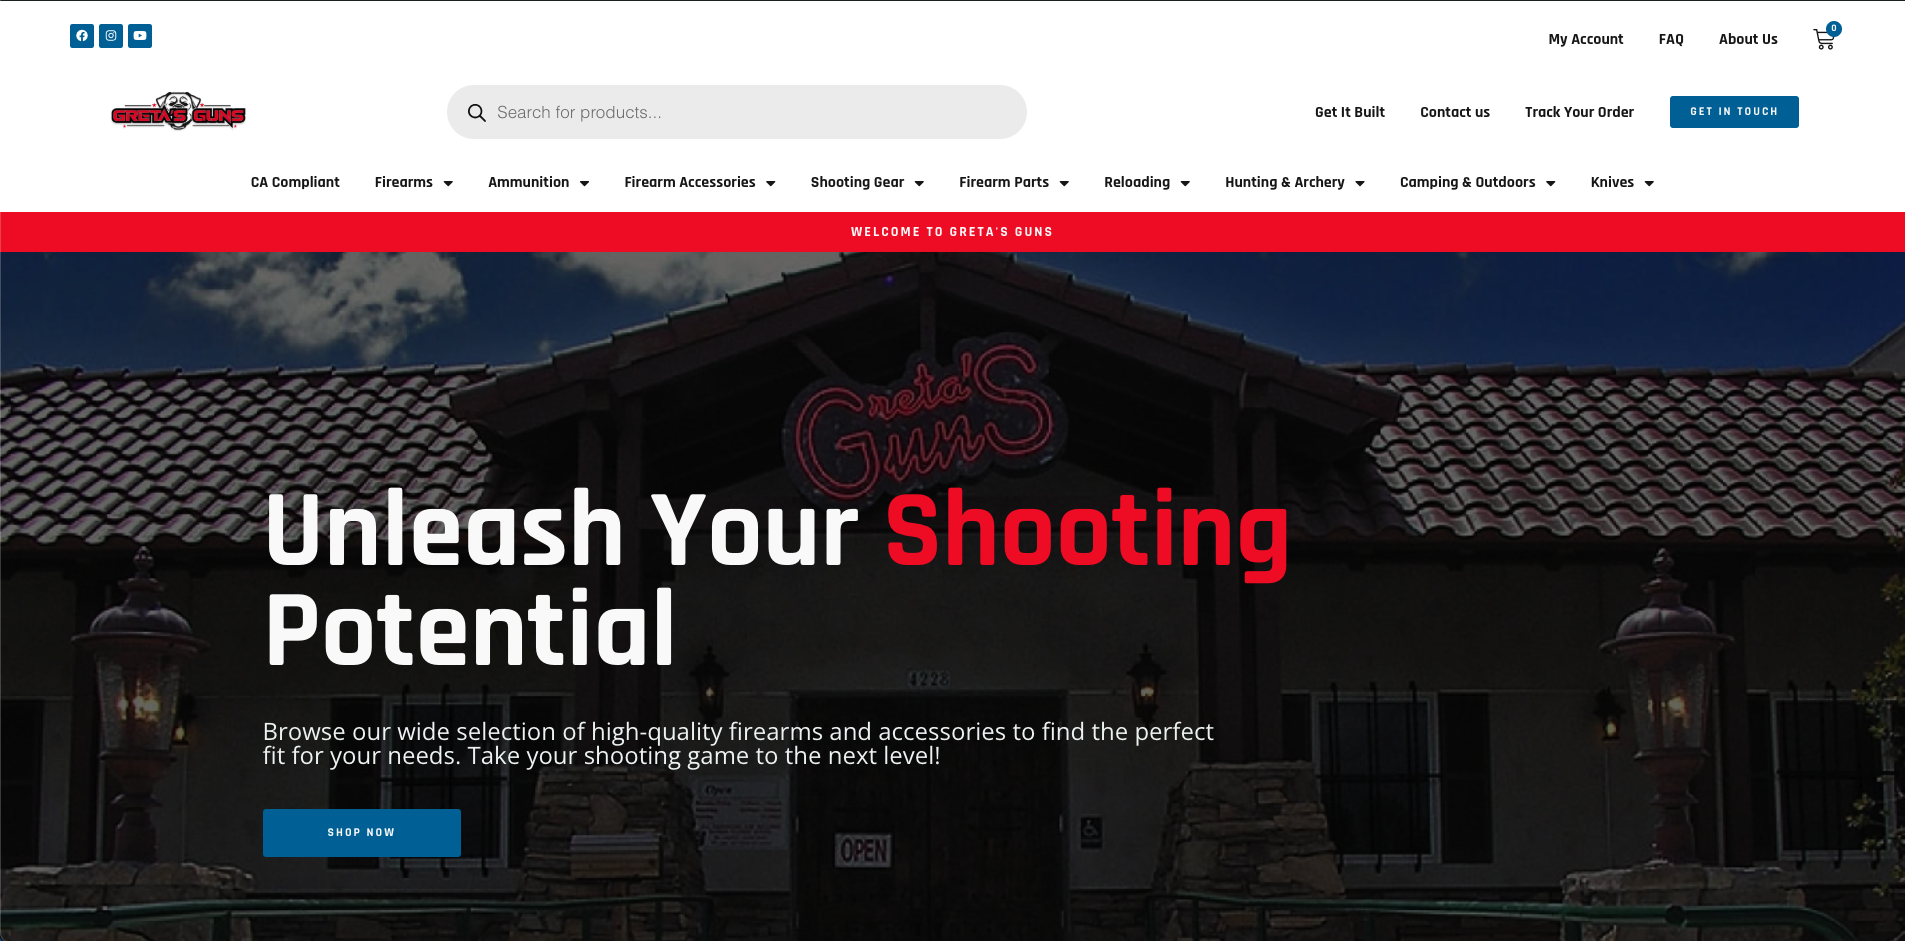 My Account FAQ About Us 0
GRETA'S GUNS
Search for products...
Get It Built Contact us Track Your Order GET IN TOUCH
CA Compliant Firearms Ammunition Firearm Accessories Shooting Gear Firearm Parts Reloading Hunting & Archery Camping & Outdoors Knives
WELCOME TO GRETA'S GUNS
Greta's
Guns
Unleash Your Shooting
Potential
4228
Browse our wide selection of high-quality firearms and accessories to find the perfect
fit for your needs. Take your shooting game to the next level!
Open
SHOP NOW
OPEN